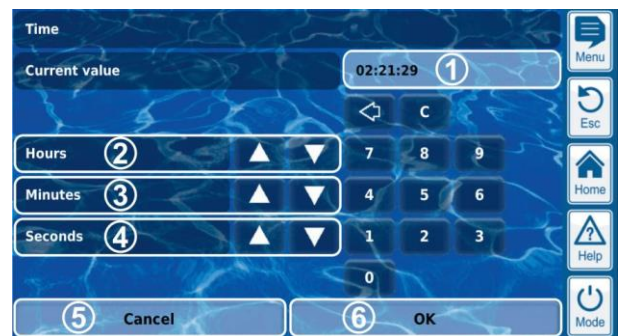 Time
Menu
Current value 02:21:29 1
C
Esc
Hours 2 7 8 9
Home
Minutes 3 4 5 6
Seconds 4 1 2 3
Help
0
5 Cancel 6 OK
Mode